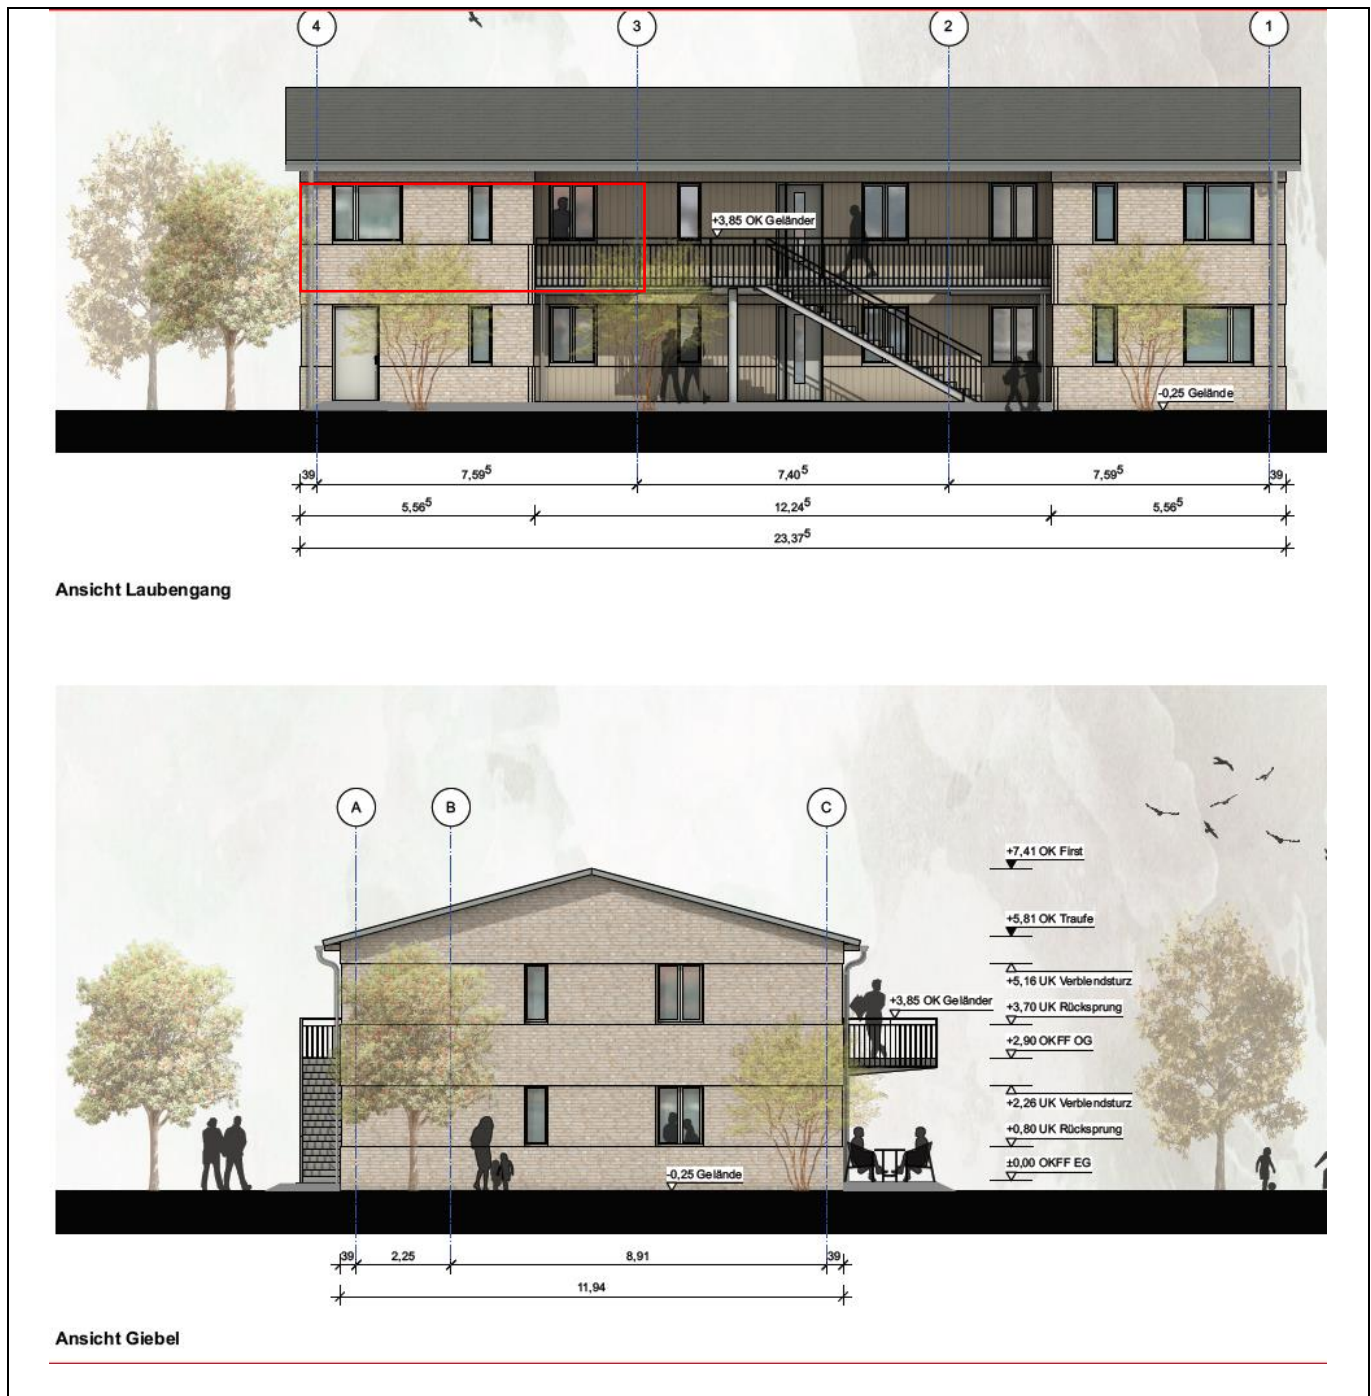 4 3 2 1
+3,85 OK Geländer
-0,25 Gelände
39 7,59⁵ 7,40⁵ 7,59⁵ 39
5,56⁵ 12,24⁵ 5,56⁵
23,37⁵
Ansicht Laubengang
A B C
+7,41 OK First
+5,81 OK Traufe
+5,16 UK Verblendsturz
+3,85 OK Geländer
+3,70 UK Rücksprung
+2,90 OKFF OG
+2,26 UK Verblendsturz
+0,80 UK Rücksprung
±0,00 OKFF EG
-0,25 Gelände
39 2,25 8,91 39
11,94
Ansicht Giebel